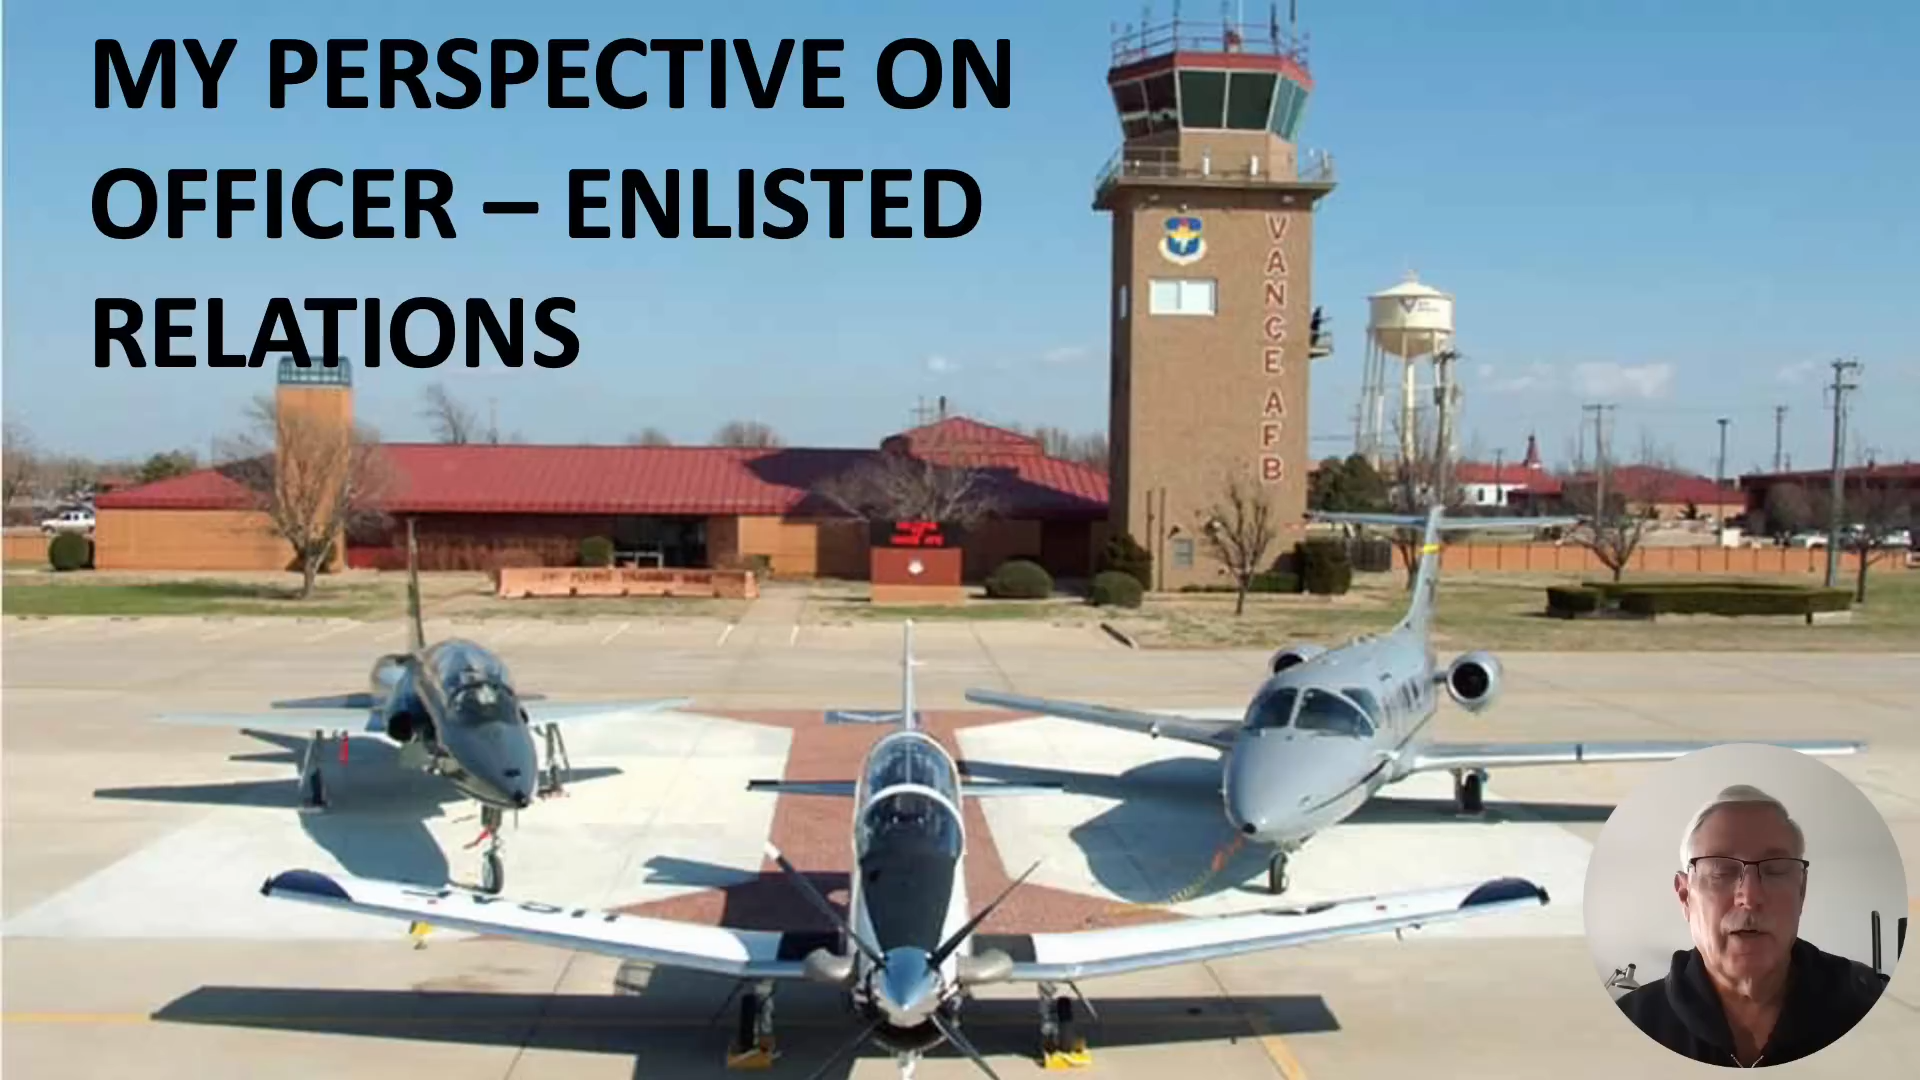 MY PERSPECTIVE ON
OFFICER – ENLISTED
RELATIONS
VANCE AFB